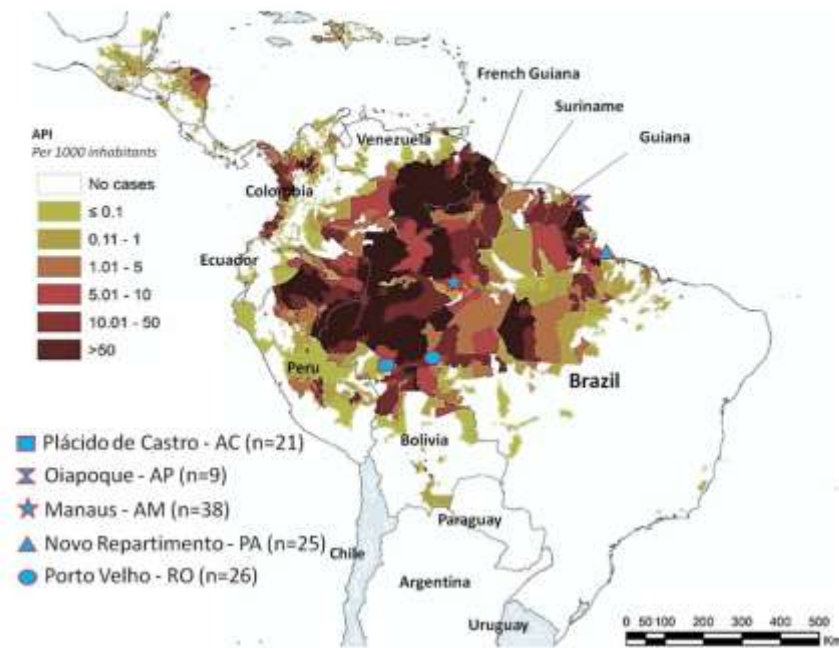 French Guiana
Suriname
Guiana
Venezuela
API
Per 1000 inhabitants
No cases
≤ 0.1
0.11 - 1
1.01 - 5
5.01 - 10
10.01 - 50
>50
Colombia
Ecuador
Peru
Brazil
Bolivia
Paraguay
Chile
Argentina
Uruguay
Plácido de Castro - AC (n=21)
Oiapoque - AP (n=9)
Manaus - AM (n=38)
Novo Repartimento - PA (n=25)
Porto Velho - RO (n=26)
0 50 100 200 300 400 500
Km